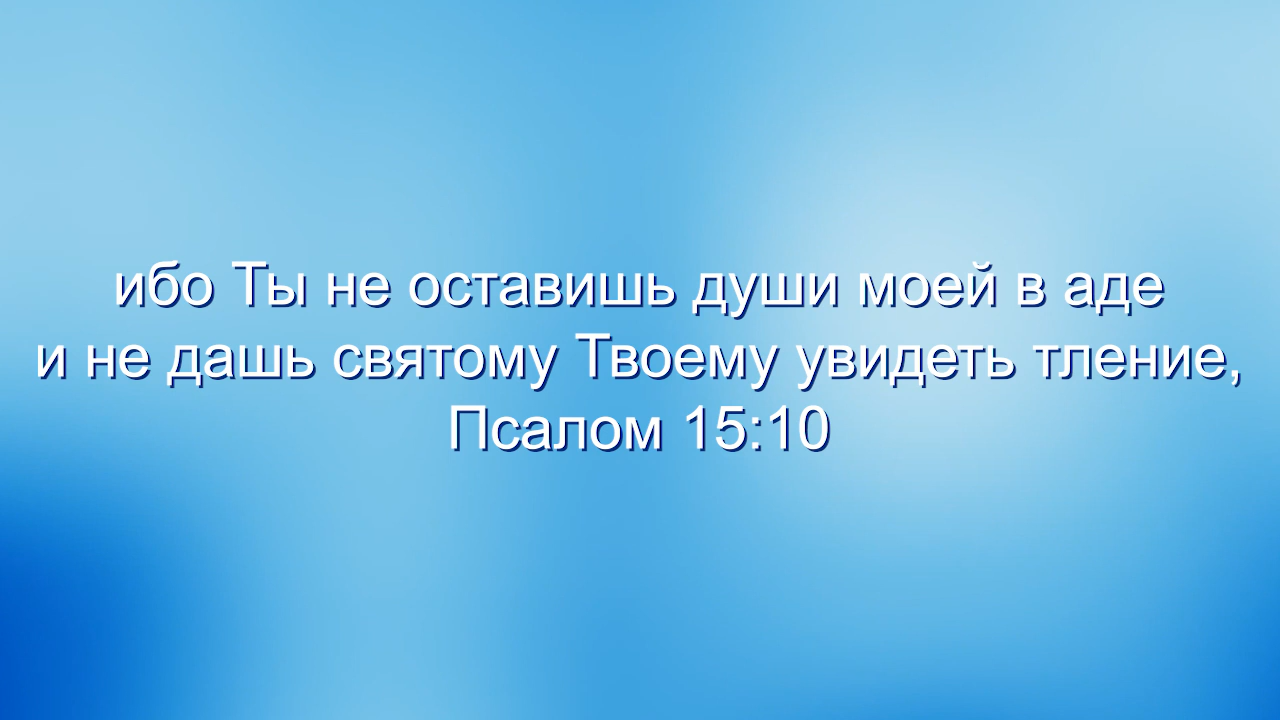 ибо Ты не оставишь души моей в аде
и не дашь святому Твоему увидеть тление,
Псалом 15:10